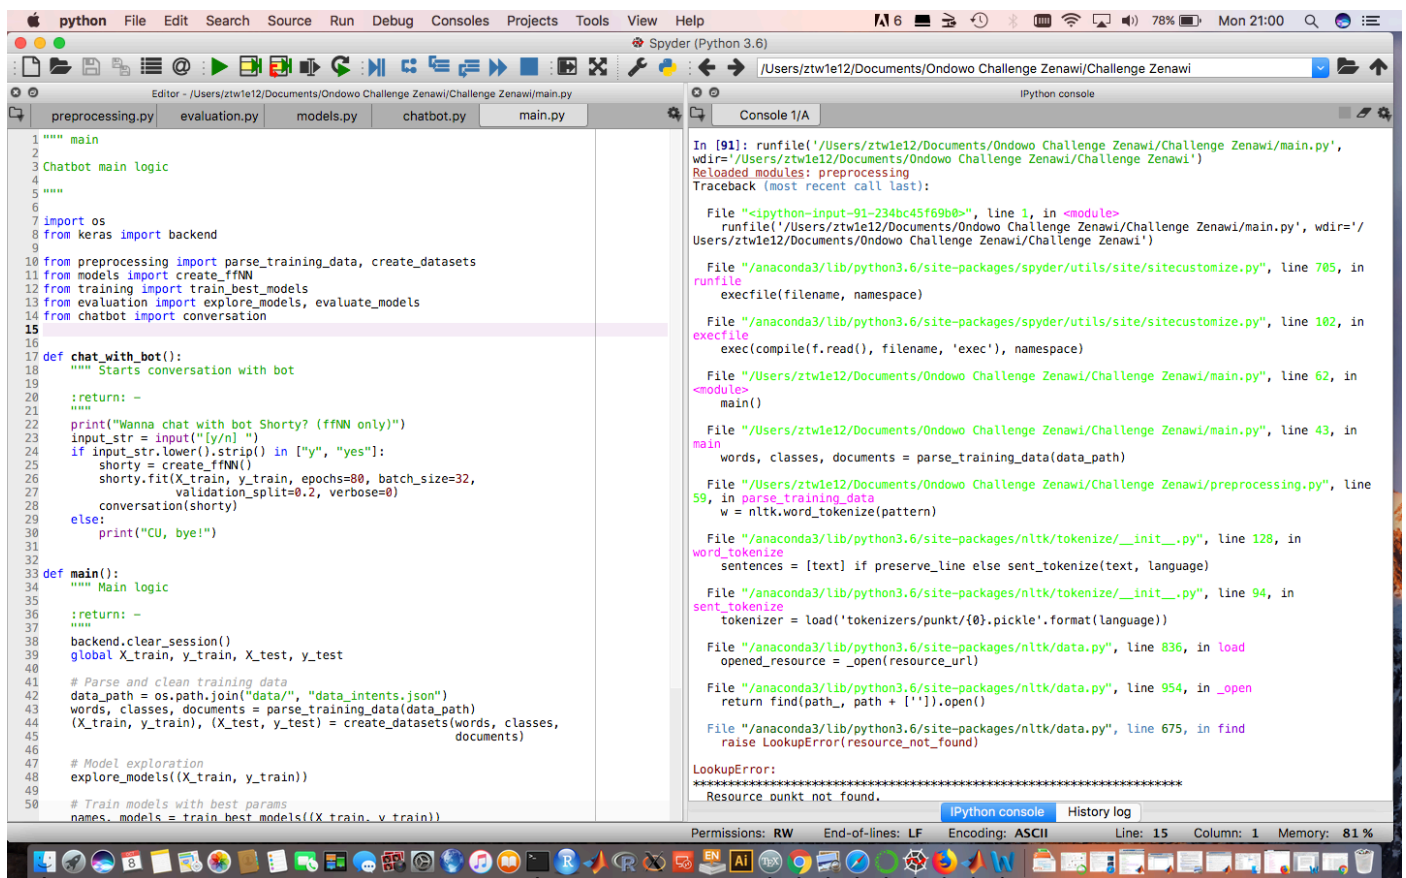 python File Edit Search Source Run Debug Consoles Projects Tools View Help 6 78% Mon 21:00
Spyder (Python 3.6)
/Users/ztw1e12/Documents/Ondowo Challenge Zenawi/Challenge Zenawi
Editor - /Users/ztw1e12/Documents/Ondowo Challenge Zenawi/Challenge Zenawi/main.py
preprocessing.py evaluation.py models.py chatbot.py main.py
1 """ main
2
3 Chatbot main logic
4
5 """
6
7 import os
8 from keras import backend
9
10 from preprocessing import parse_training_data, create_datasets
11 from models import create_ffNN
12 from training import train_best_models
13 from evaluation import explore_models, evaluate_models
14 from chatbot import conversation
15
16
17 def chat_with_bot():
18 """ Starts conversation with bot
19
20 :return: -
21 """
22 print("Wanna chat with bot Shorty? (ffNN only)")
23 input_str = input("[y/n] ")
24 if input_str.lower().strip() in ["y", "yes"]:
25 shorty = create_ffNN()
26 shorty.fit(X_train, y_train, epochs=80, batch_size=32,
27 validation_split=0.2, verbose=0)
28 conversation(shorty)
29 else:
30 print("CU, bye!")
31
32
33 def main():
34 """ Main logic
35
36 :return: -
37 """
38 backend.clear_session()
39 global X_train, y_train, X_test, y_test
40
41 # Parse and clean training data
42 data_path = os.path.join("data/", "data_intents.json")
43 words, classes, documents = parse_training_data(data_path)
44 (X_train, y_train), (X_test, y_test) = create_datasets(words, classes,
45 documents)
46
47 # Model exploration
48 explore_models((X_train, y_train))
49
50 # Train models with best params
names, models = train_best_models((X_train, y_train))
IPython console
Console 1/A
In [91]: runfile('/Users/ztw1e12/Documents/Ondowo Challenge Zenawi/Challenge Zenawi/main.py',
wdir='/Users/ztw1e12/Documents/Ondowo Challenge Zenawi/Challenge Zenawi')
Reloaded modules: preprocessing
Traceback (most recent call last):
File "<ipython-input-91-234bc45f69b0>", line 1, in <module>
runfile('/Users/ztw1e12/Documents/Ondowo Challenge Zenawi/Challenge Zenawi/main.py', wdir='/
Users/ztw1e12/Documents/Ondowo Challenge Zenawi/Challenge Zenawi')
File "/anaconda3/lib/python3.6/site-packages/spyder/utils/site/sitecustomize.py", line 705, in
runfile
execfile(filename, namespace)
File "/anaconda3/lib/python3.6/site-packages/spyder/utils/site/sitecustomize.py", line 102, in
execfile
exec(compile(f.read(), filename, 'exec'), namespace)
File "/Users/ztw1e12/Documents/Ondowo Challenge Zenawi/Challenge Zenawi/main.py", line 62, in
<module>
main()
File "/Users/ztw1e12/Documents/Ondowo Challenge Zenawi/Challenge Zenawi/main.py", line 43, in
main
words, classes, documents = parse_training_data(data_path)
File "/Users/ztw1e12/Documents/Ondowo Challenge Zenawi/Challenge Zenawi/preprocessing.py", line
59, in parse_training_data
w = nltk.word_tokenize(pattern)
File "/anaconda3/lib/python3.6/site-packages/nltk/tokenize/__init__.py", line 128, in
word_tokenize
sentences = [text] if preserve_line else sent_tokenize(text, language)
File "/anaconda3/lib/python3.6/site-packages/nltk/tokenize/__init__.py", line 94, in
sent_tokenize
tokenizer = load('tokenizers/punkt/{0}.pickle'.format(language))
File "/anaconda3/lib/python3.6/site-packages/nltk/data.py", line 836, in load
opened_resource = _open(resource_url)
File "/anaconda3/lib/python3.6/site-packages/nltk/data.py", line 954, in _open
return find(path_, path + ['']).open()
File "/anaconda3/lib/python3.6/site-packages/nltk/data.py", line 675, in find
raise LookupError(resource_not_found)
LookupError:
**********************************************************************
Resource punkt not found.
IPython console History log
Permissions: RW End-of-lines: LF Encoding: ASCII Line: 15 Column: 1 Memory: 81 %
8 EN Ai TeX